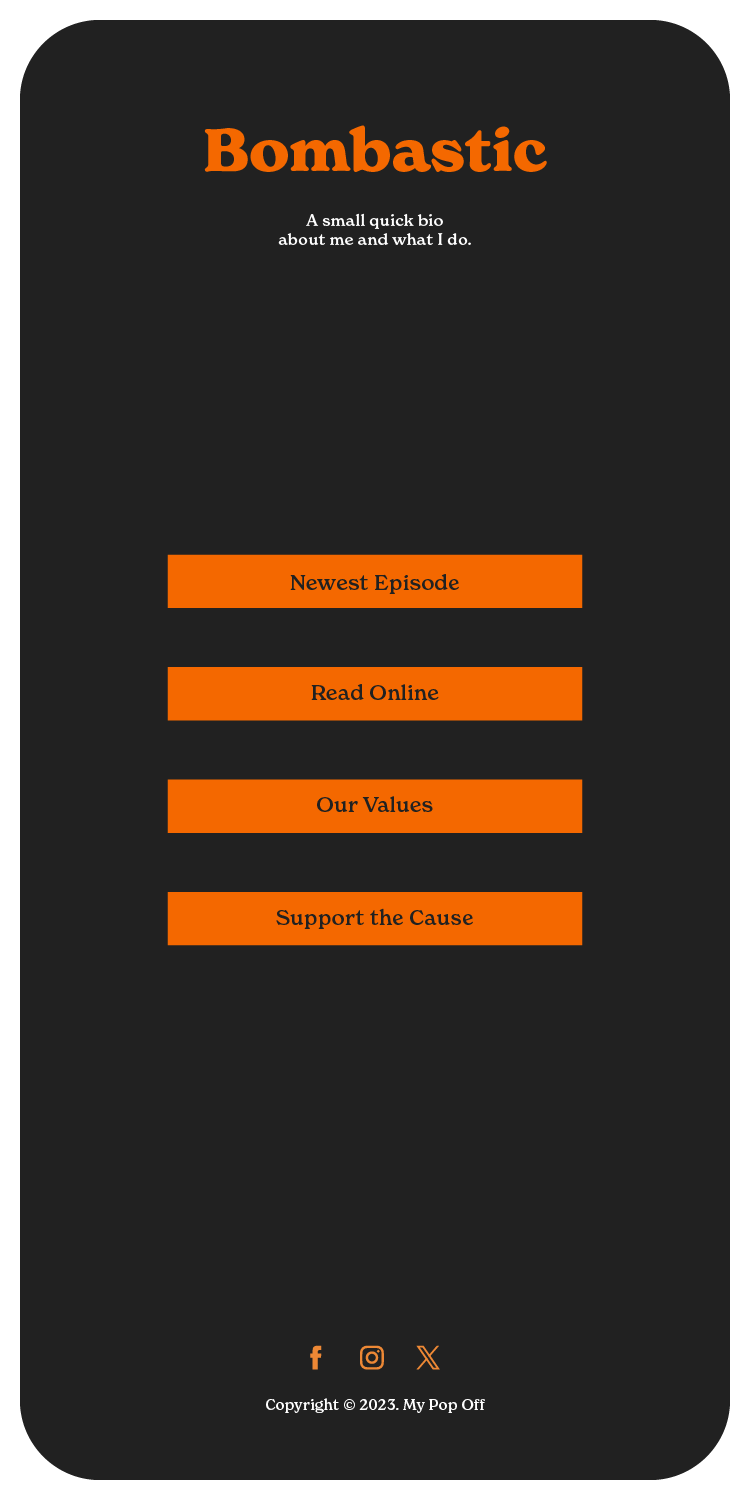 Bombastic
A small quick bio
about me and what I do.
Newest Episode
Read Online
Our Values
Support the Cause
Copyright © 2023. My Pop Off